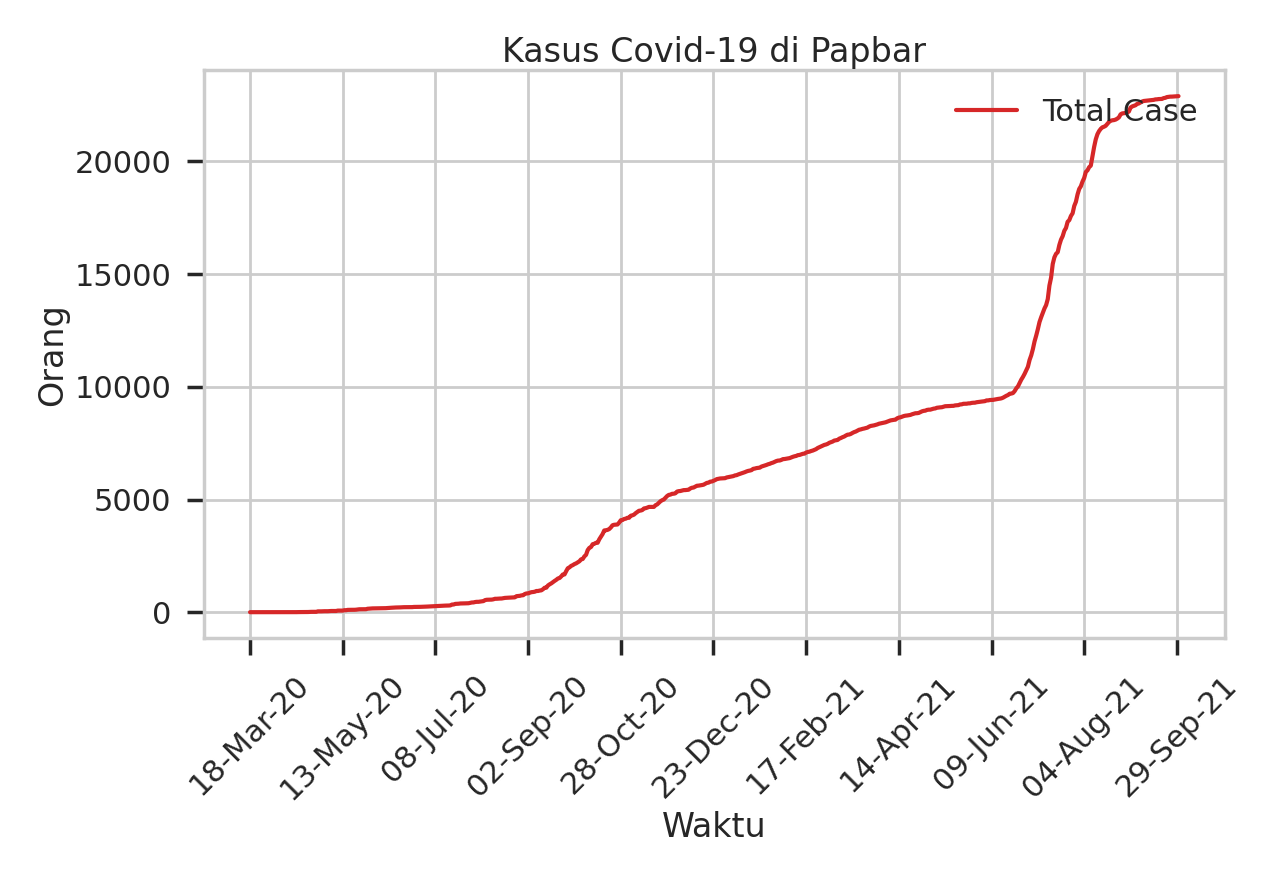 Kasus Covid-19 di Papbar
Total Case
Orang
20000
15000
10000
5000
0
18-Mar-20
13-May-20
08-Jul-20
02-Sep-20
28-Oct-20
23-Dec-20
17-Feb-21
14-Apr-21
09-Jun-21
04-Aug-21
29-Sep-21
Waktu